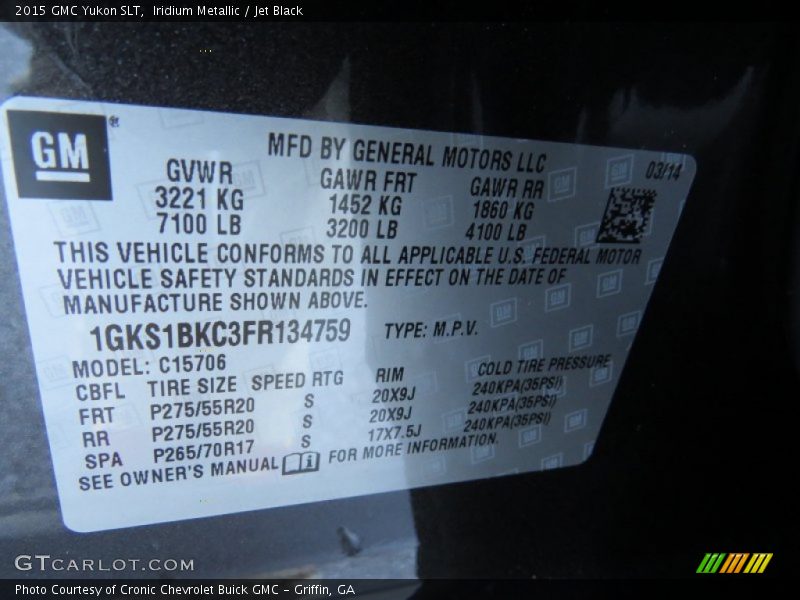 2015 GMC Yukon SLT, Iridium Metallic / Jet Black
GM®
MFD BY GENERAL MOTORS LLC
03/14
GVWR GAWR FRT GAWR RR
3221 KG 1452 KG 1860 KG
7100 LB 3200 LB 4100 LB
THIS VEHICLE CONFORMS TO ALL APPLICABLE U.S. FEDERAL MOTOR
VEHICLE SAFETY STANDARDS IN EFFECT ON THE DATE OF
MANUFACTURE SHOWN ABOVE.
1GKS1BKC3FR134759 TYPE: M.P.V.
MODEL: C15706
CBFL TIRE SIZE SPEED RTG RIM COLD TIRE PRESSURE
FRT P275/55R20 S 20X9J 240KPA(35PSI)
RR P275/55R20 S 20X9J 240KPA(35PSI)
SPA P265/70R17 S 17X7.5J 240KPA(35PSI)
SEE OWNER'S MANUAL FOR MORE INFORMATION.
GTCARLOT.COM
Photo Courtesy of Cronic Chevrolet Buick GMC – Griffin, GA